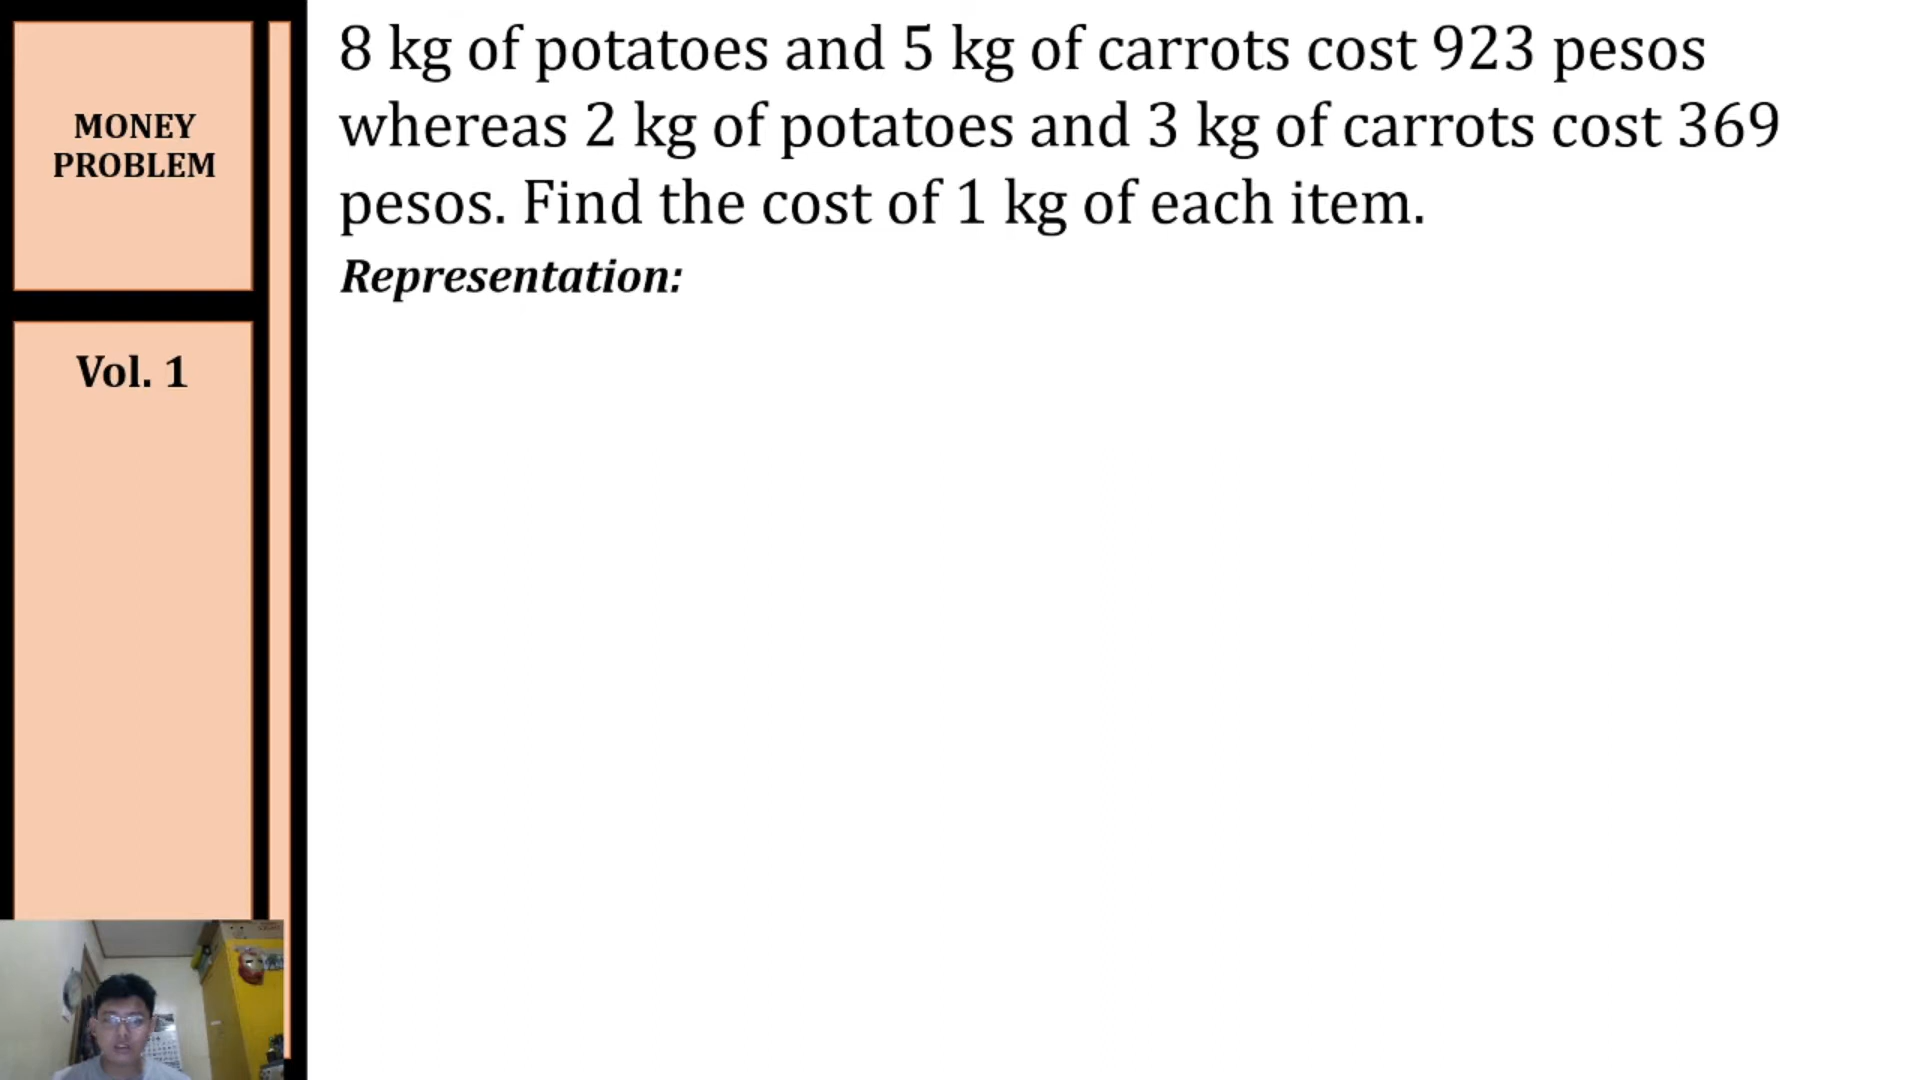 MONEY
PROBLEM
Vol. 1
8 kg of potatoes and 5 kg of carrots cost 923 pesos
whereas 2 kg of potatoes and 3 kg of carrots cost 369
pesos. Find the cost of 1 kg of each item.
Representation: